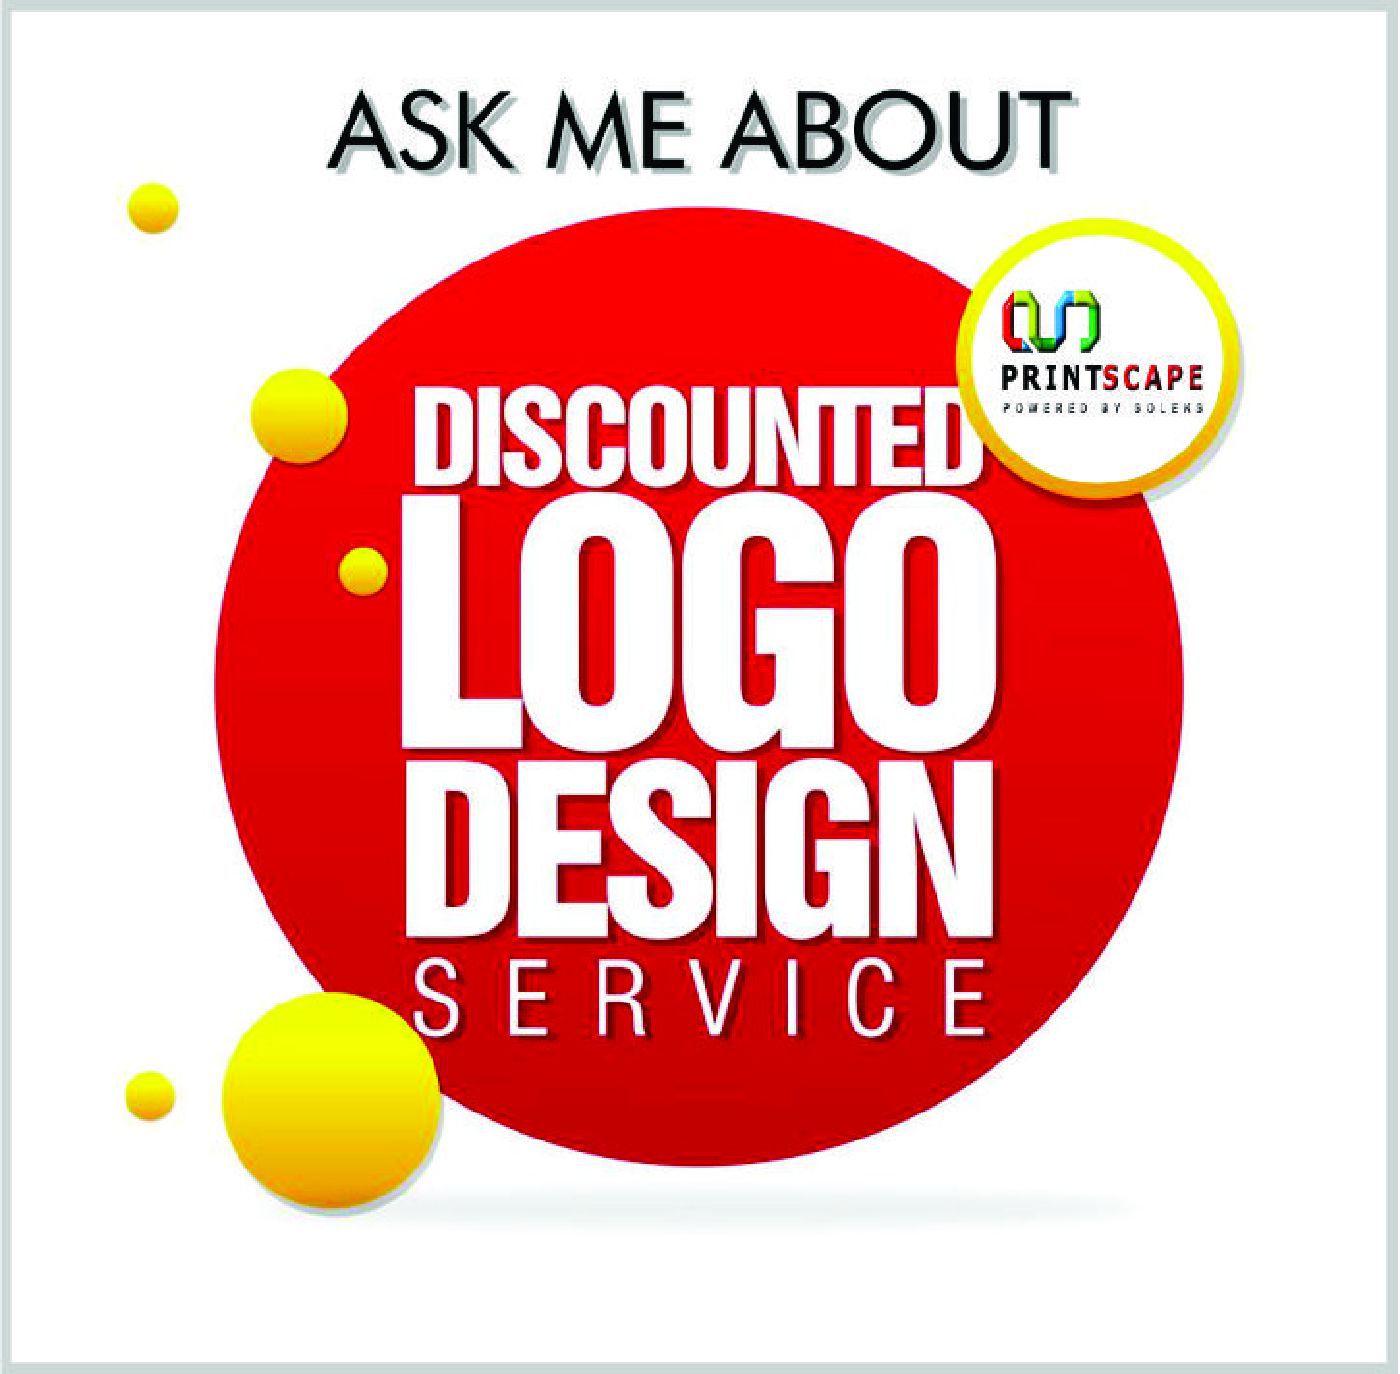 ASK ME ABOUT
PRINTSCAPE
POWERED BY SOLEKS
DISCOUNTED
LOGO
DESIGN
SERVICE